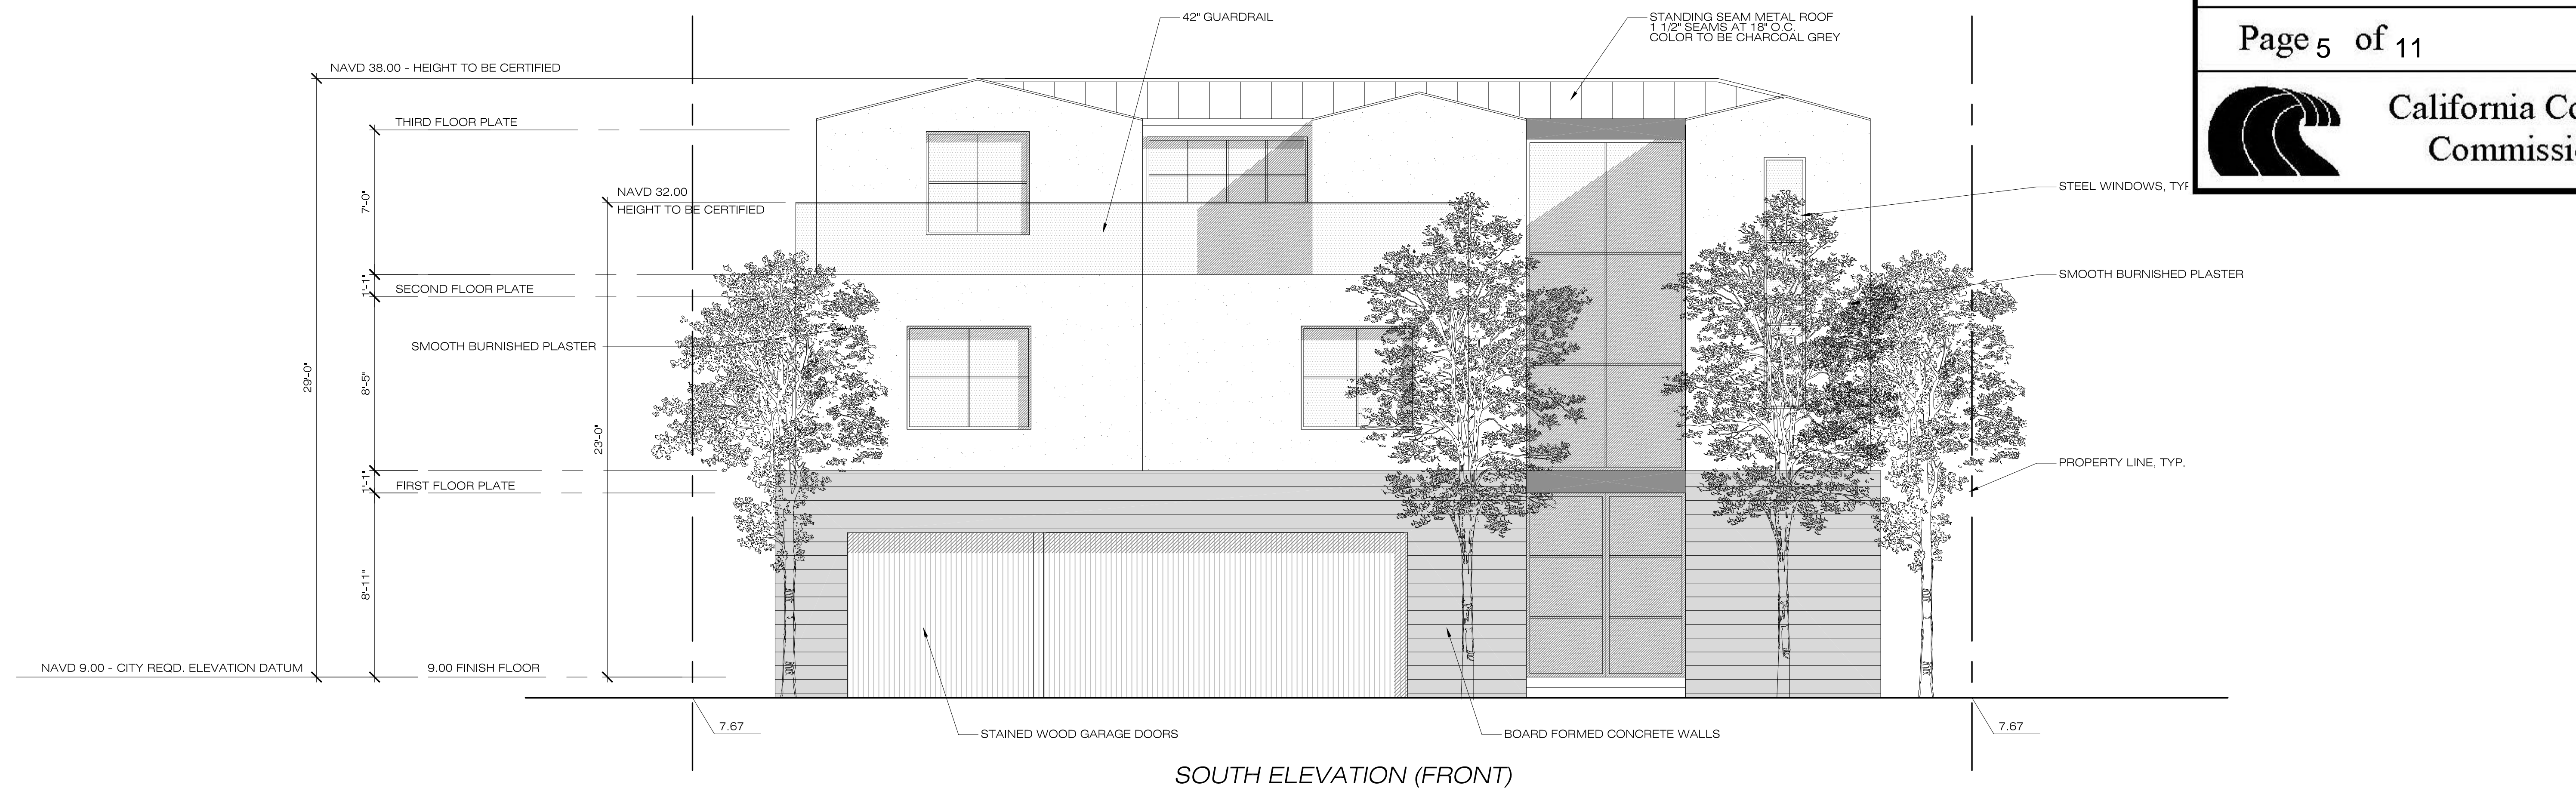 42" GUARDRAIL
STANDING SEAM METAL ROOF
1 1/2" SEAMS AT 18" O.C.
COLOR TO BE CHARCOAL GREY
Page 5 of 11
California Co
Commissi
NAVD 38.00 - HEIGHT TO BE CERTIFIED
THIRD FLOOR PLATE
7'-0"
NAVD 32.00
HEIGHT TO BE CERTIFIED
STEEL WINDOWS, TYP
1'-1"
SECOND FLOOR PLATE
SMOOTH BURNISHED PLASTER
SMOOTH BURNISHED PLASTER
29'-0"
8'-5"
23'-0"
PROPERTY LINE, TYP.
1'-1"
FIRST FLOOR PLATE
8'-11"
NAVD 9.00 - CITY REQD. ELEVATION DATUM
9.00 FINISH FLOOR
7.67
STAINED WOOD GARAGE DOORS
BOARD FORMED CONCRETE WALLS
7.67
SOUTH ELEVATION (FRONT)